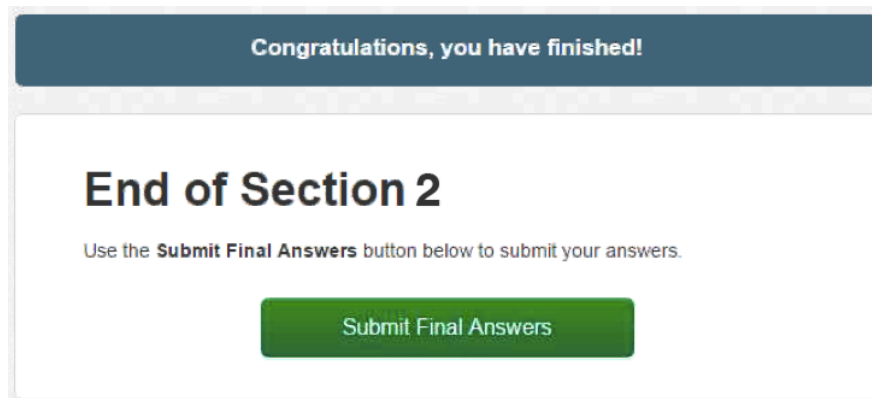 Congratulations, you have finished!
End of Section 2
Use the Submit Final Answers button below to submit your answers.
Submit Final Answers